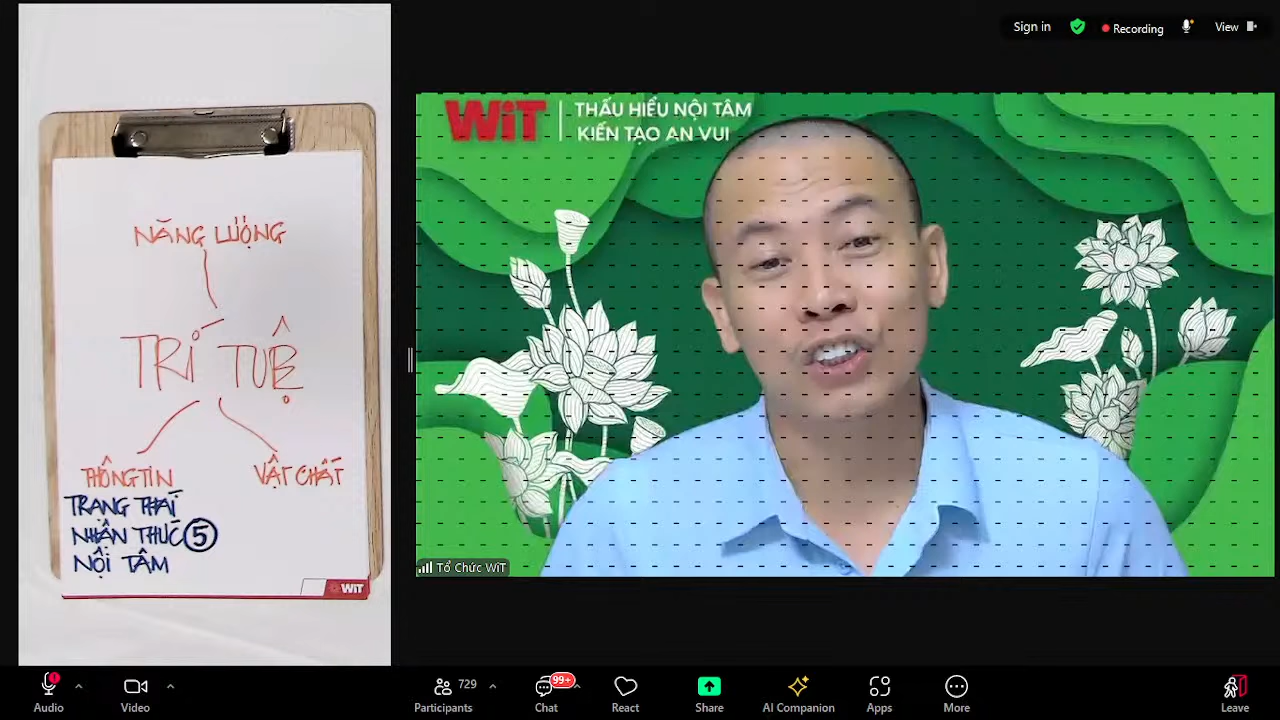 Sign in
Recording
View
WiT
THẤU HIỂU NỘI TÂM
KIẾN TẠO AN VUI
NĂNG LƯỢNG
TRÍ TUỆ
THÔNG TIN
VẬT CHẤT
TRẠNG THÁI
NHẬN THỨC 5
NỘI TÂM
WiT
Tổ Chức WiT
Audio
Video
729
Participants
99+
Chat
React
Share
AI Companion
Apps
More
Leave